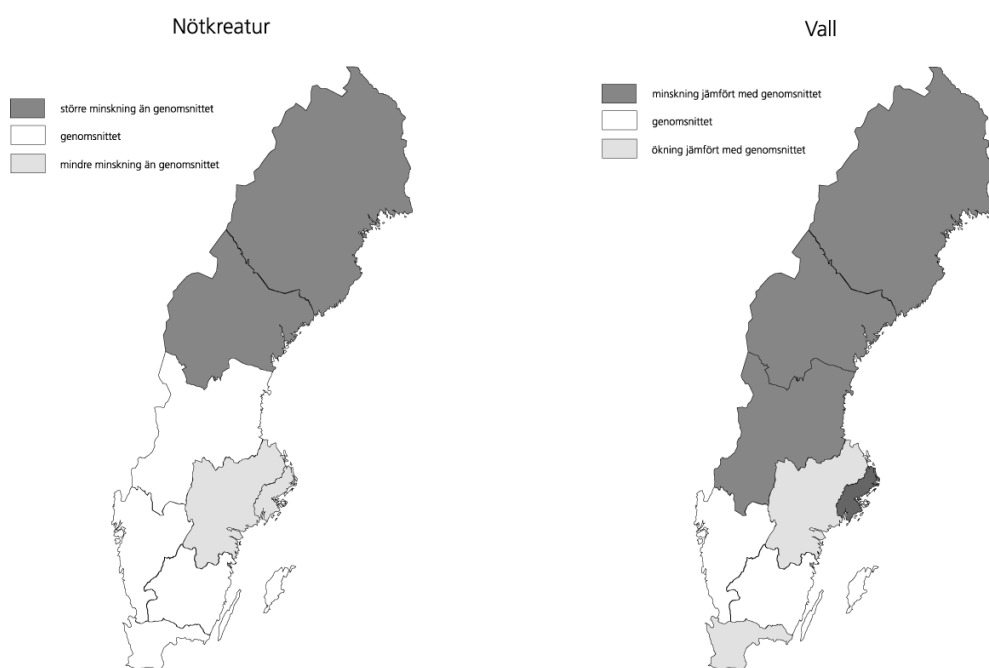 Nötkreatur
större minskning än genomsnittet
genomsnittet
mindre minskning än genomsnittet
Vall
minskning jämfört med genomsnittet
genomsnittet
ökning jämfört med genomsnittet